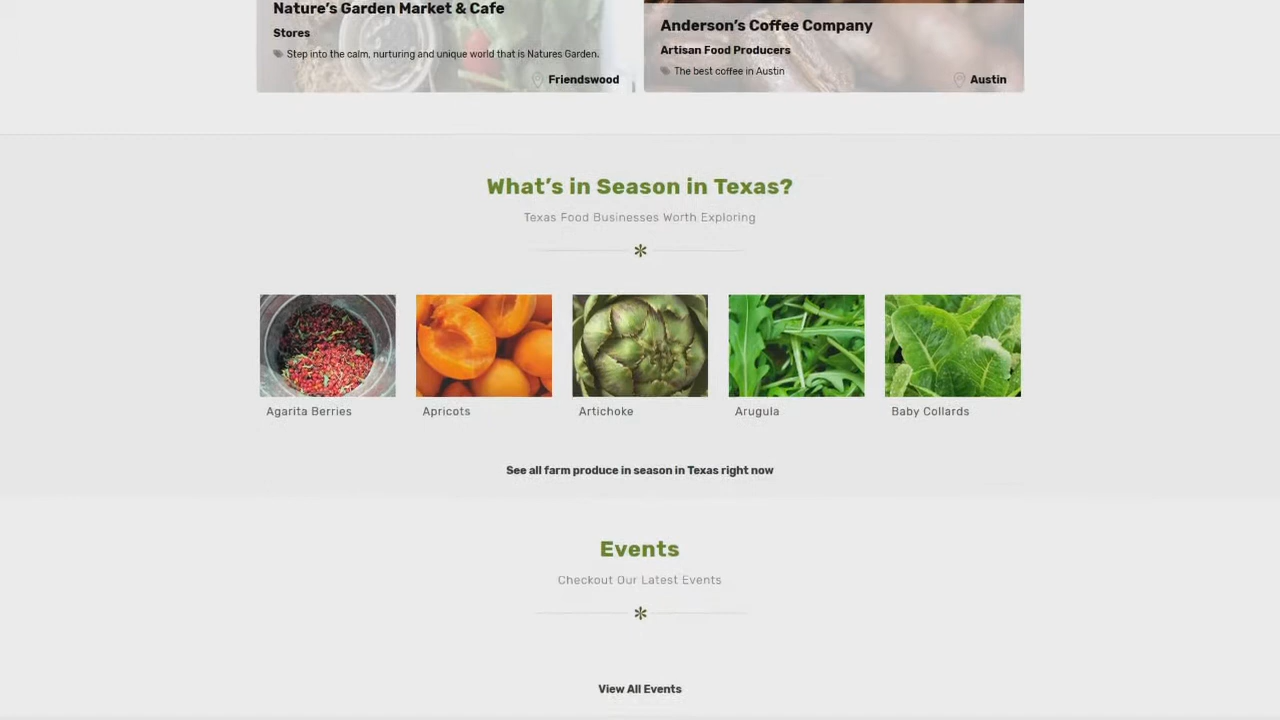 Nature's Garden Market & Cafe
Stores
Step into the calm, nurturing and unique world that is Natures Garden.
Friendswood
Anderson's Coffee Company
Artisan Food Producers
The best coffee in Austin
Austin
What's in Season in Texas?
Texas Food Businesses Worth Exploring
Agarita Berries
Apricots
Artichoke
Arugula
Baby Collards
See all farm produce in season in Texas right now
Events
Checkout Our Latest Events
View All Events